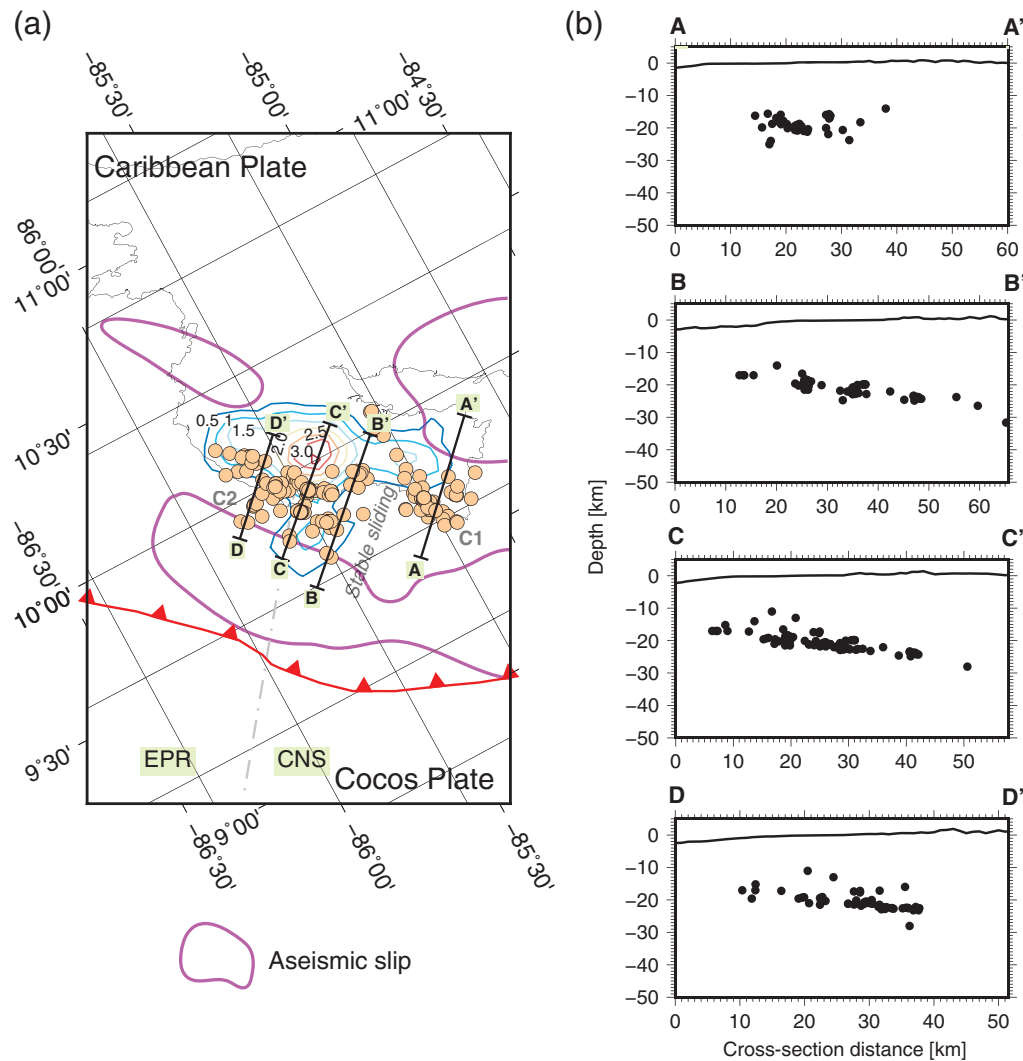 (a)
(b)
−85˚30'
−85˚00'
−84˚30'
11˚00'
Caribbean Plate
86˚00'
11˚00'
10˚30'
−86˚30'
10˚00'
9˚30'
0.5
1
1.5
2.0
2.5
3.0
D'
C'
B'
A'
C2
C1
D
C
B
A
Stable sliding
EPR
CNS
Cocos Plate
−86˚30'
9˚00'
−86˚00'
−85˚30'
Aseismic slip
A
A'
0
−10
−20
−30
−40
−50
0 10 20 30 40 50 60
B
B'
0
−10
−20
−30
−40
−50
0 10 20 30 40 50 60
C
C'
0
−10
−20
−30
−40
−50
0 10 20 30 40 50
D
D'
0
−10
−20
−30
−40
−50
0 10 20 30 40 50
Depth [km]
Cross-section distance [km]